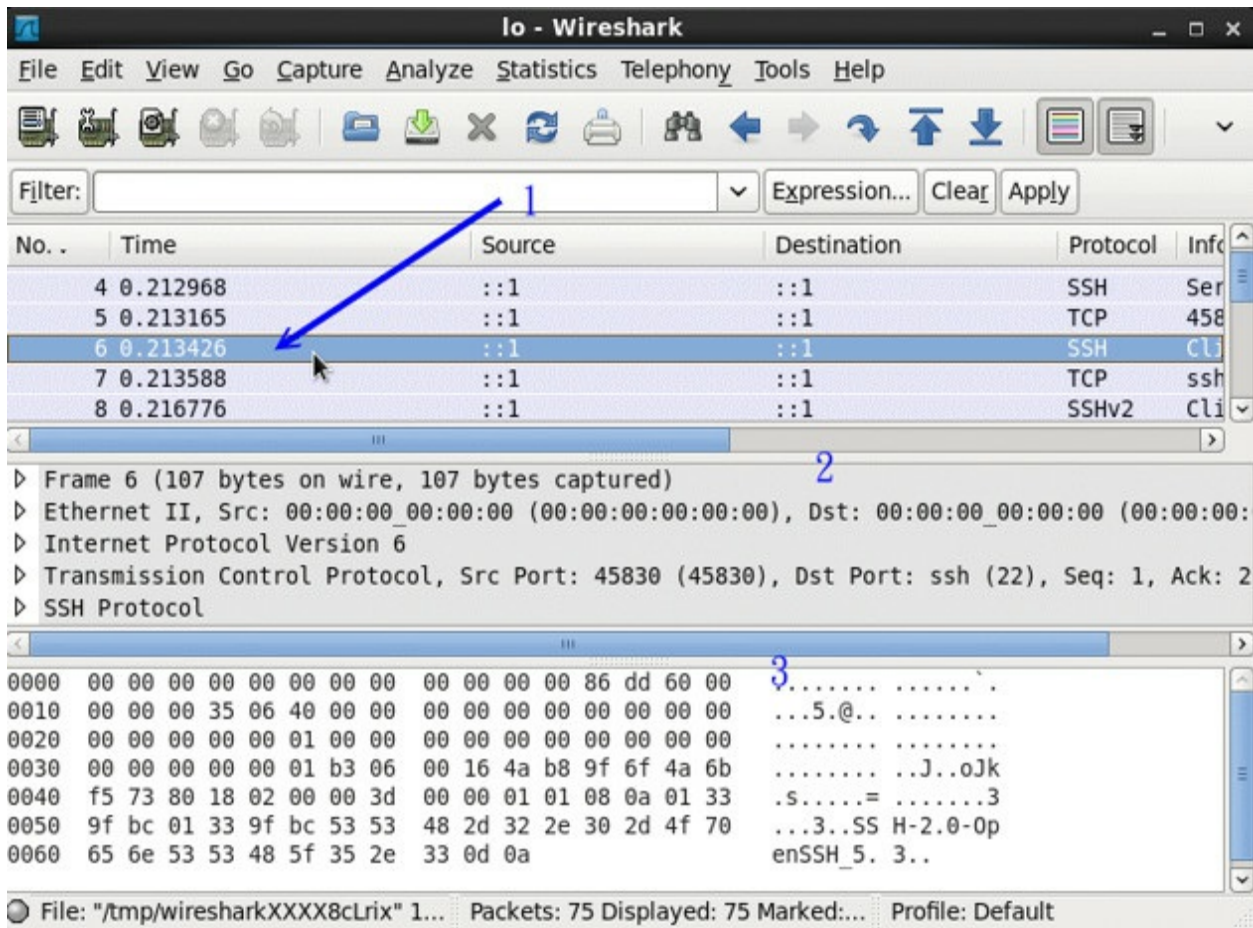 lo - Wireshark
File Edit View Go Capture Analyze Statistics Telephony Tools Help
Filter: Expression... Clear Apply
1
No. . Time Source Destination Protocol Info
4 0.212968 ::1 ::1 SSH Ser
5 0.213165 ::1 ::1 TCP 458
6 0.213426 ::1 ::1 SSH Cli
7 0.213588 ::1 ::1 TCP ssh
8 0.216776 ::1 ::1 SSHv2 Cli
2
Frame 6 (107 bytes on wire, 107 bytes captured)
Ethernet II, Src: 00:00:00_00:00:00 (00:00:00:00:00:00), Dst: 00:00:00_00:00:00 (00:00:00:
Internet Protocol Version 6
Transmission Control Protocol, Src Port: 45830 (45830), Dst Port: ssh (22), Seq: 1, Ack: 2
SSH Protocol
3
0000 00 00 00 00 00 00 00 00 00 00 00 00 86 dd 60 00 ........ ......`.
0010 00 00 00 35 06 40 00 00 00 00 00 00 00 00 00 00 ...5.@.. ........
0020 00 00 00 00 00 01 00 00 00 00 00 00 00 00 00 00 ........ ........
0030 00 00 00 00 00 01 b3 06 00 16 4a b8 9f 6f 4a 6b ........ ..J..oJk
0040 f5 73 80 18 02 00 00 3d 00 00 01 01 08 0a 01 33 .s.....= .......3
0050 9f bc 01 33 9f bc 53 53 48 2d 32 2e 30 2d 4f 70 ...3..SS H-2.0-Op
0060 65 6e 53 53 48 5f 35 2e 33 0d 0a enSSH_5. 3..
File: "/tmp/wiresharkXXXX8cLrix" 1... Packets: 75 Displayed: 75 Marked:... Profile: Default